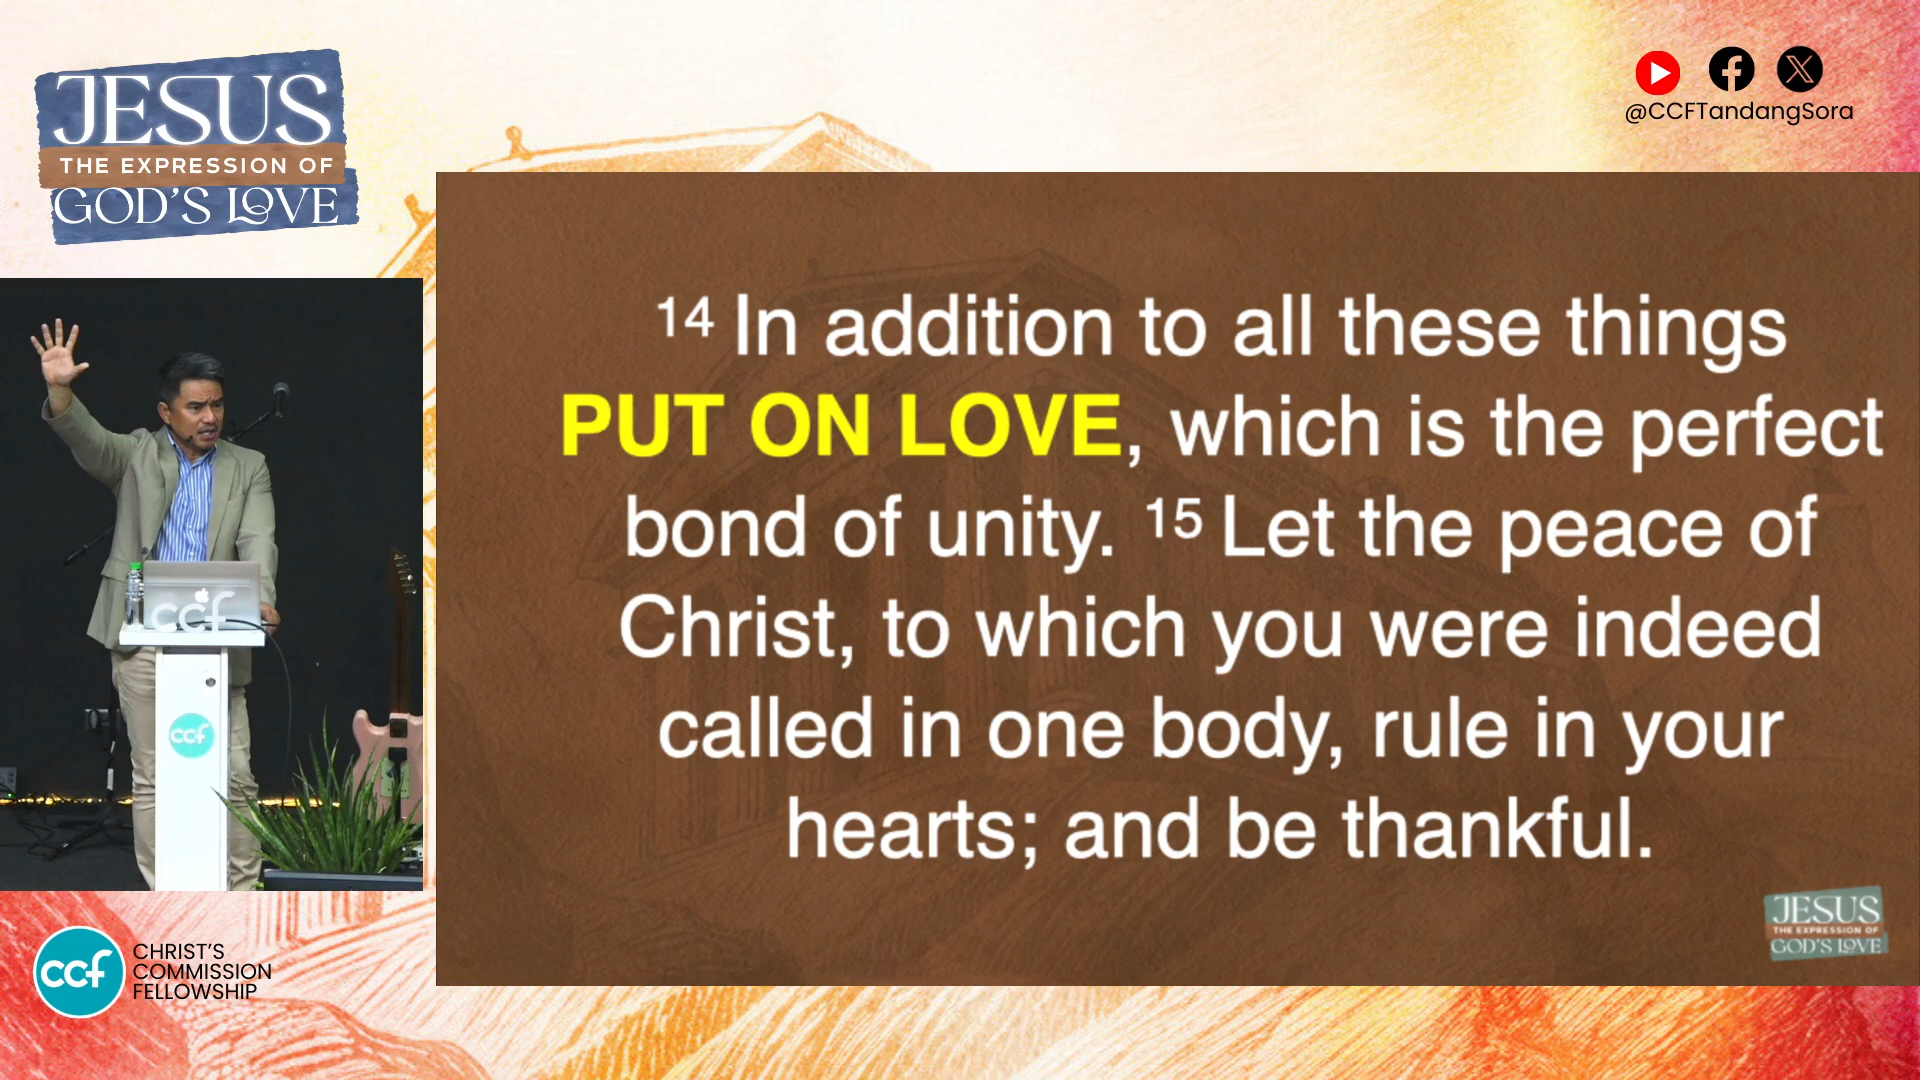 JESUS
THE EXPRESSION OF
GOD'S LOVE
@CCFTandangSora
14 In addition to all these things
PUT ON LOVE, which is the perfect
bond of unity. 15 Let the peace of
Christ, to which you were indeed
called in one body, rule in your
hearts; and be thankful.
ccf
ccf
JESUS
THE EXPRESSION OF
GOD'S LOVE
ccf
CHRIST'S
COMMISSION
FELLOWSHIP